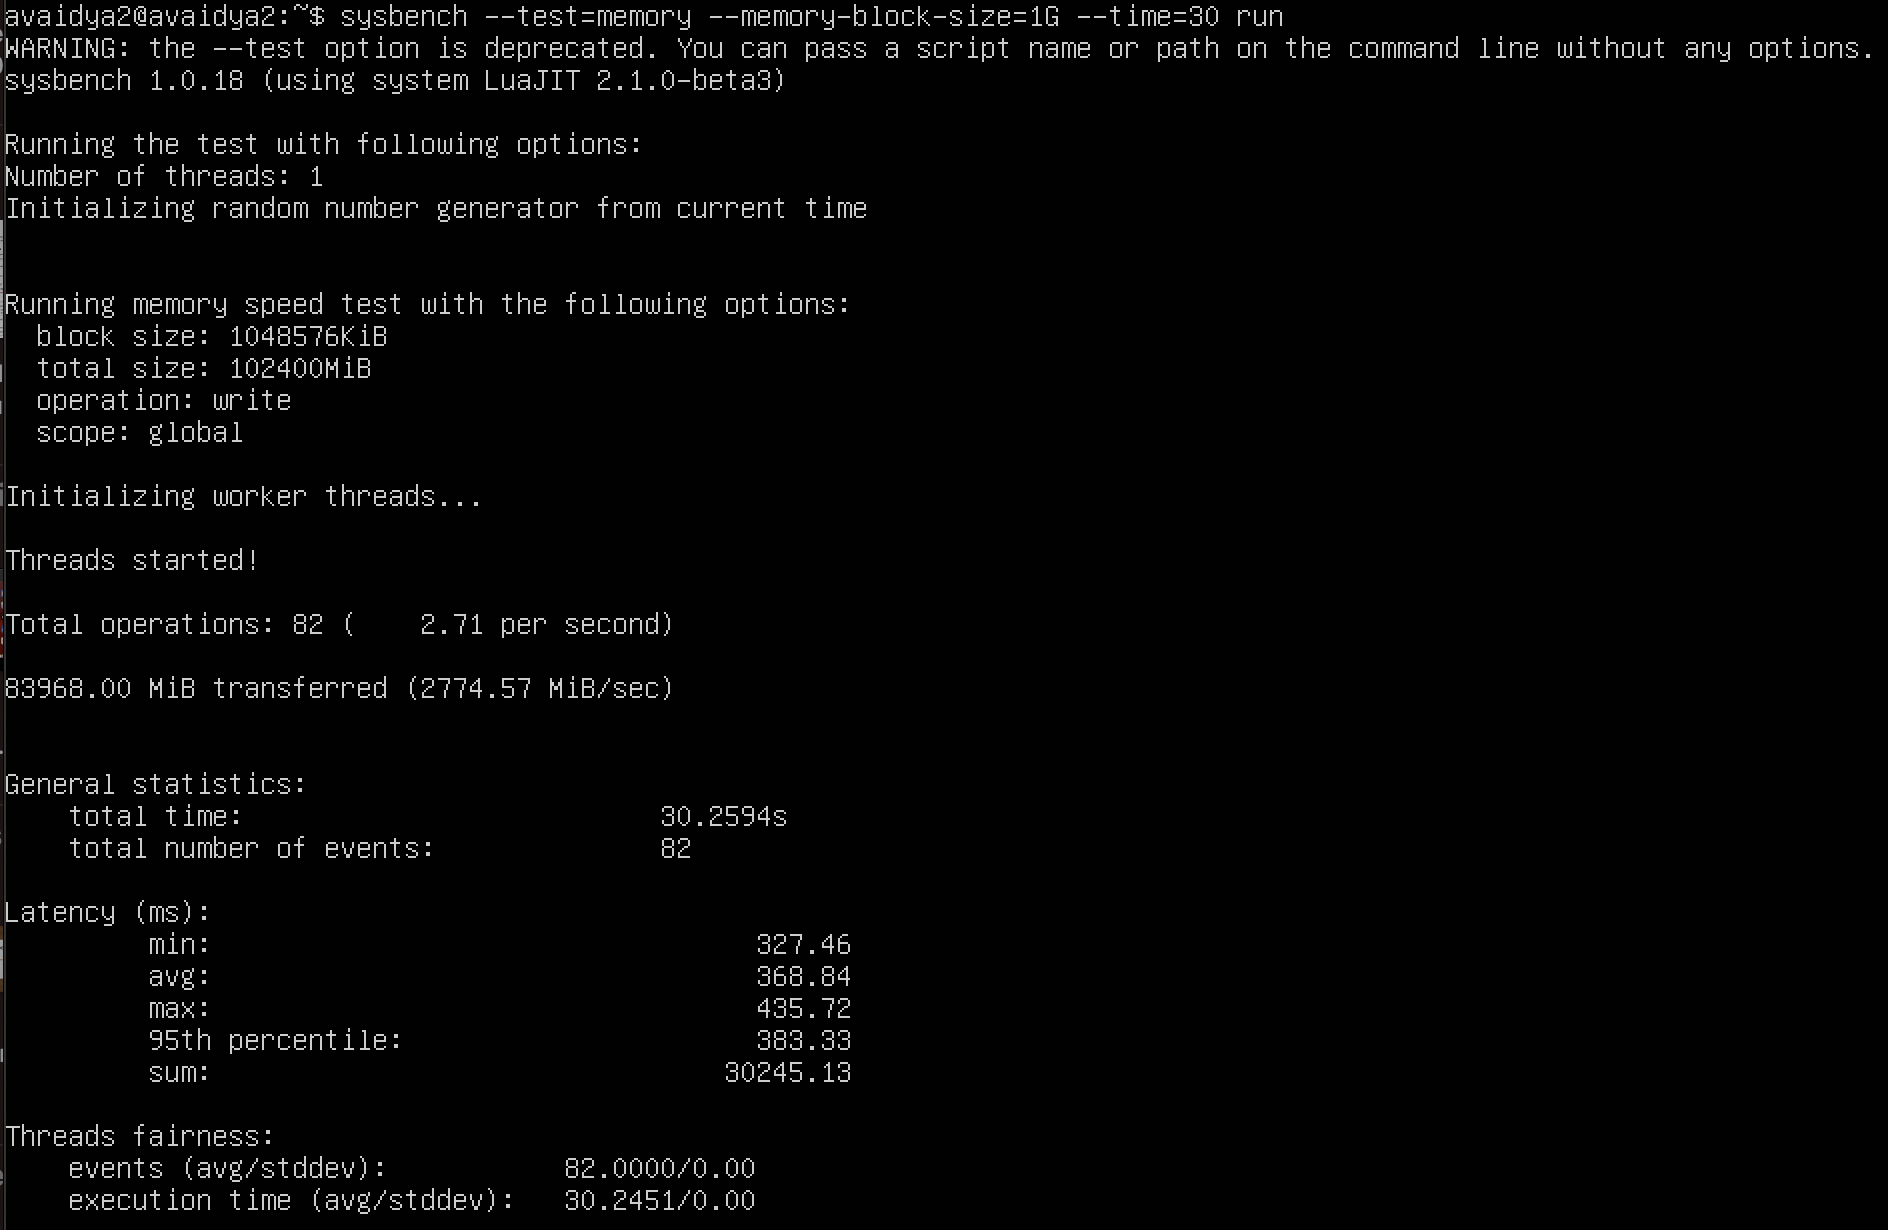 avaidya2@avaidya2:~$ sysbench --test=memory --memory-block-size=1G --time=30 run
WARNING: the --test option is deprecated. You can pass a script name or path on the command line without any options.
sysbench 1.0.18 (using system LuaJIT 2.1.0-beta3)
Running the test with following options:
Number of threads: 1
Initializing random number generator from current time
Running memory speed test with the following options:
block size: 1048576KiB
total size: 102400MiB
operation: write
scope: global
Initializing worker threads...
Threads started!
Total operations: 82 (    2.71 per second)
83968.00 MiB transferred (2774.57 MiB/sec)
General statistics:
total time: 30.2594s
total number of events: 82
Latency (ms):
min: 327.46
avg: 368.84
max: 435.72
95th percentile: 383.33
sum: 30245.13
Threads fairness:
events (avg/stddev): 82.0000/0.00
execution time (avg/stddev): 30.2451/0.00